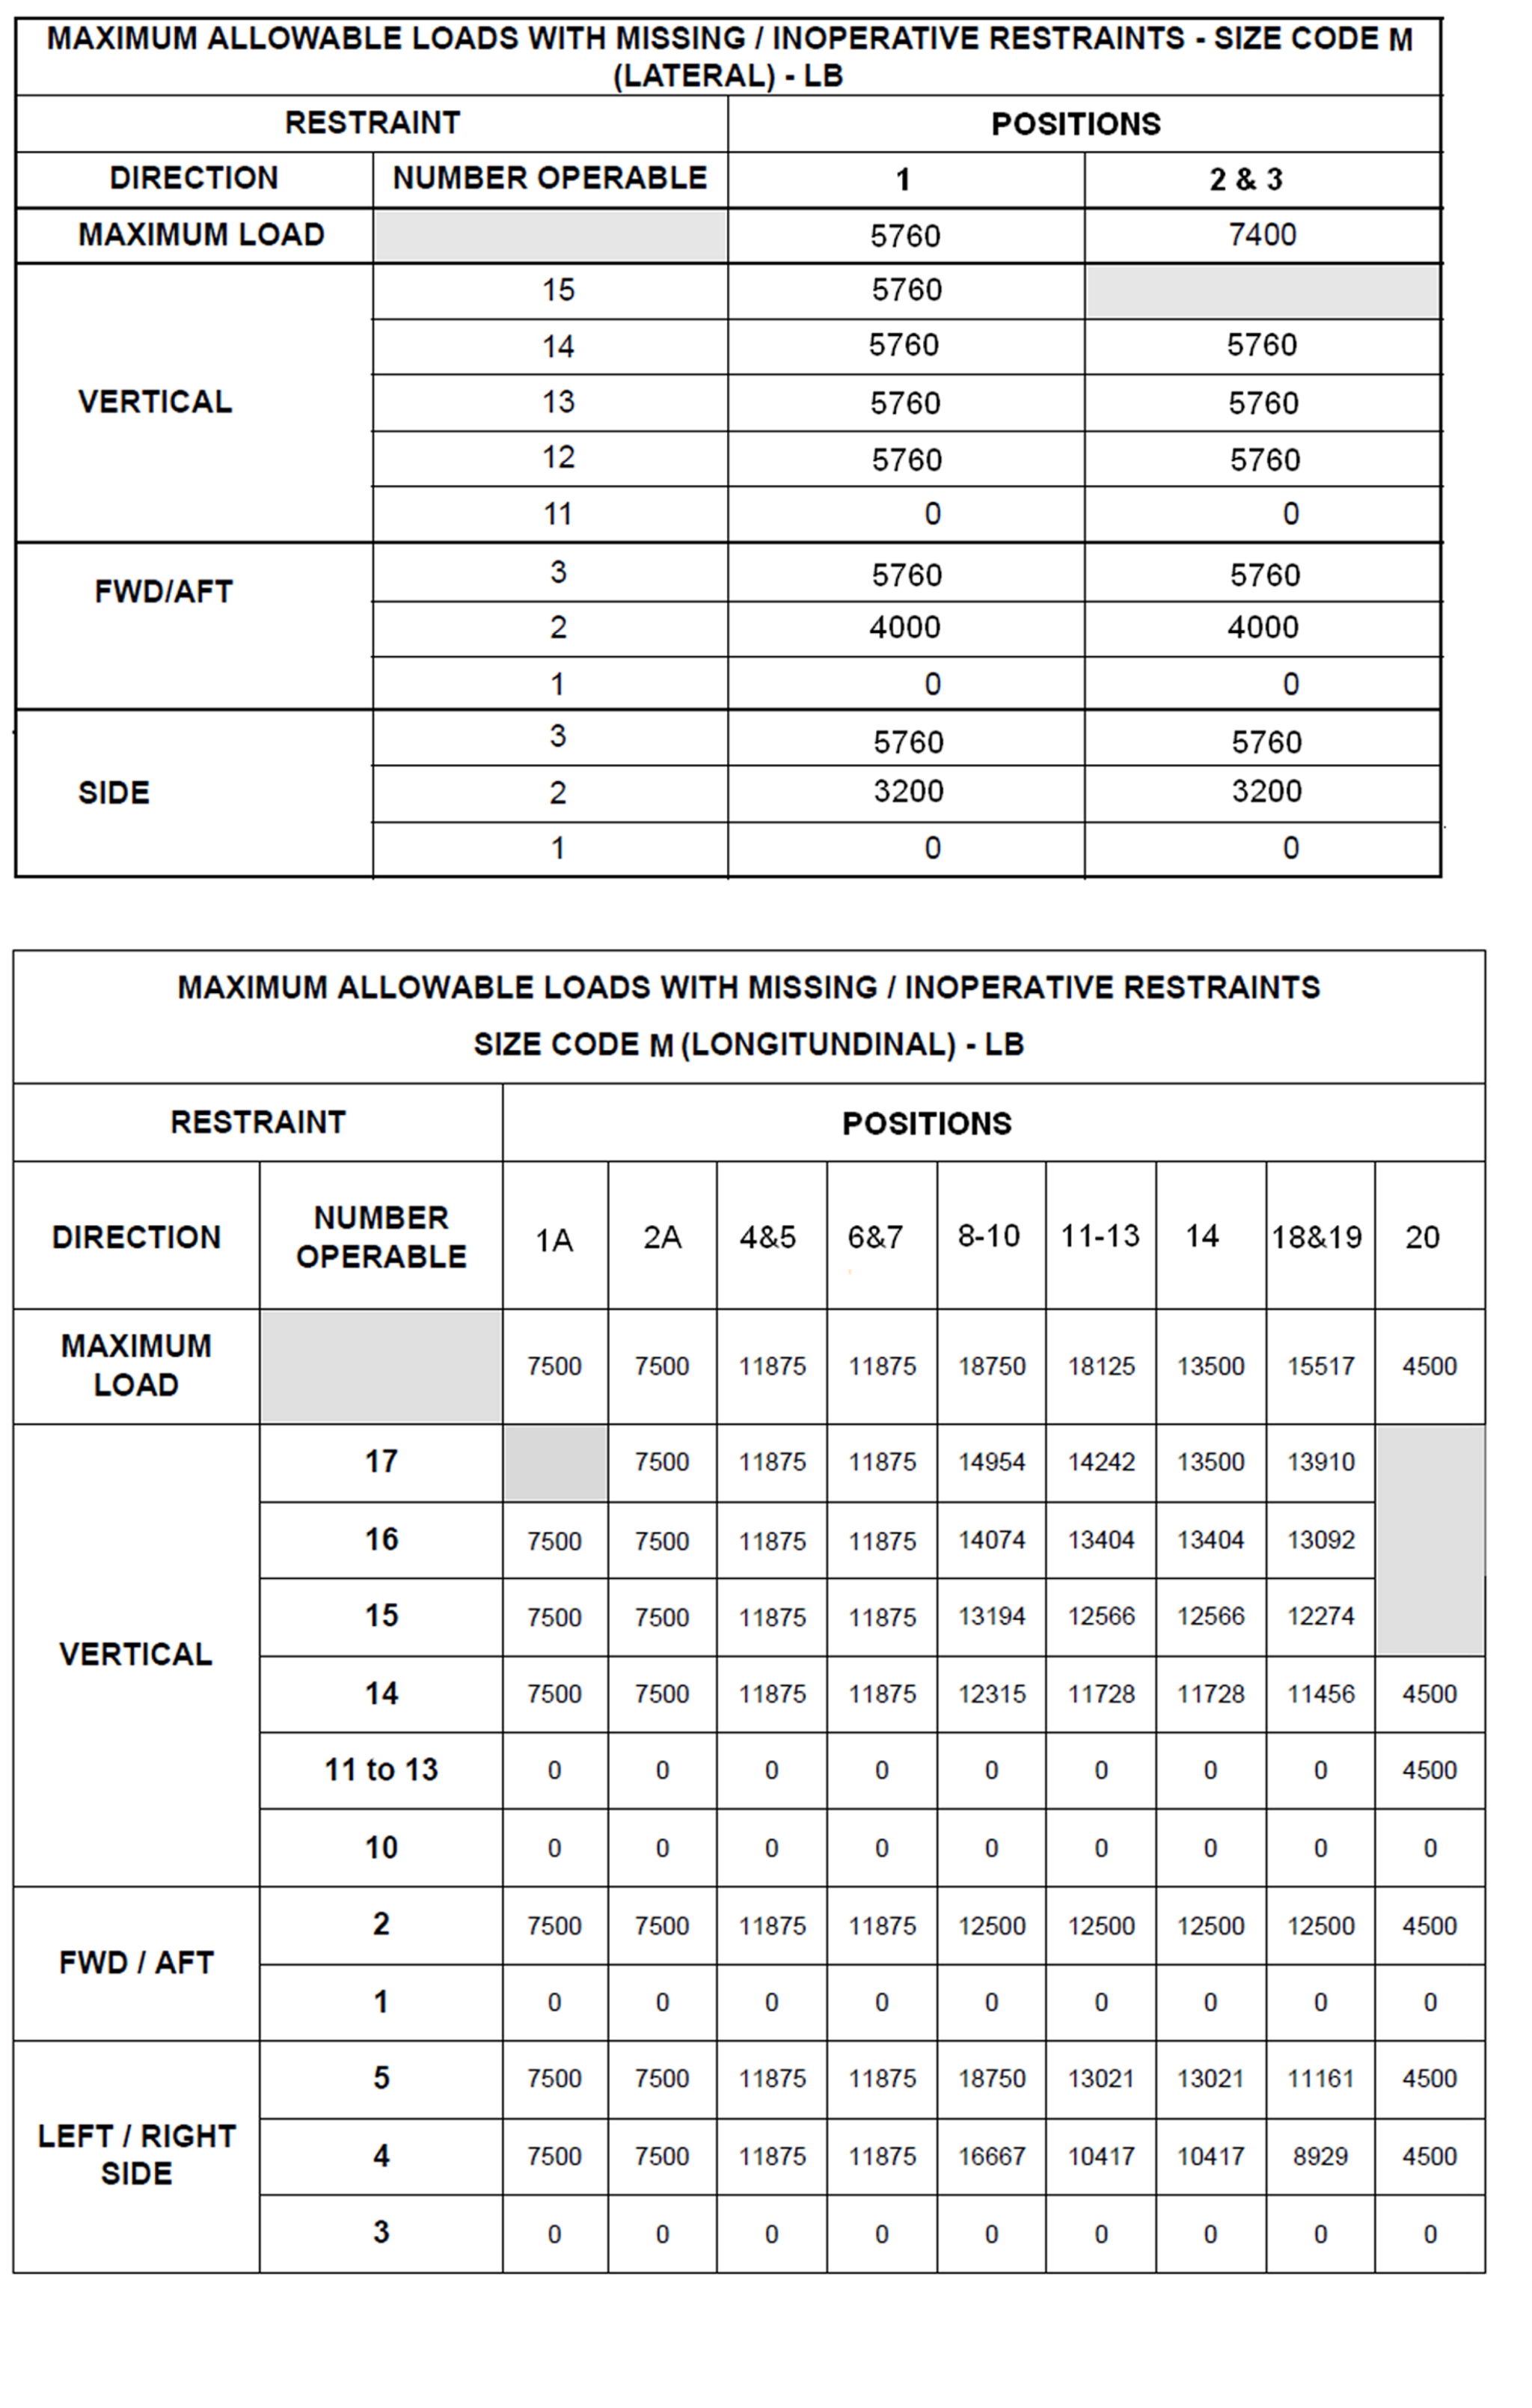 MAXIMUM ALLOWABLE LOADS WITH MISSING / INOPERATIVE RESTRAINTS - SIZE CODE M
(LATERAL) - LB
RESTRAINT POSITIONS
DIRECTION NUMBER OPERABLE 1 2 & 3
MAXIMUM LOAD 5760 7400
VERTICAL
15 5760
14 5760 5760
13 5760 5760
12 5760 5760
11 0 0
FWD/AFT
3 5760 5760
2 4000 4000
1 0 0
SIDE
3 5760 5760
2 3200 3200
1 0 0
MAXIMUM ALLOWABLE LOADS WITH MISSING / INOPERATIVE RESTRAINTS
SIZE CODE M (LONGITUNDINAL) - LB
RESTRAINT POSITIONS
DIRECTION NUMBER OPERABLE 1A 2A 4&5 6&7 8-10 11-13 14 18&19 20
MAXIMUM LOAD 7500 7500 11875 11875 18750 18125 13500 15517 4500
VERTICAL
17 7500 11875 11875 14954 14242 13500 13910
16 7500 7500 11875 11875 14074 13404 13404 13092
15 7500 7500 11875 11875 13194 12566 12566 12274
14 7500 7500 11875 11875 12315 11728 11728 11456 4500
11 to 13 0 0 0 0 0 0 0 0 4500
10 0 0 0 0 0 0 0 0 0
FWD / AFT
2 7500 7500 11875 11875 12500 12500 12500 12500 4500
1 0 0 0 0 0 0 0 0 0
LEFT / RIGHT SIDE
5 7500 7500 11875 11875 18750 13021 13021 11161 4500
4 7500 7500 11875 11875 16667 10417 10417 8929 4500
3 0 0 0 0 0 0 0 0 0